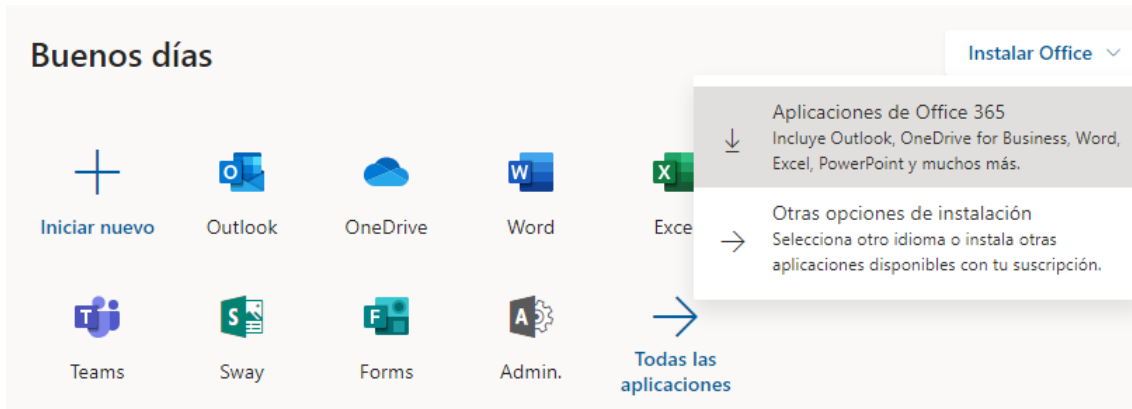 Buenos días
Instalar Office
Aplicaciones de Office 365
Incluye Outlook, OneDrive for Business, Word,
Excel, PowerPoint y muchos más.
Otras opciones de instalación
Selecciona otro idioma o instala otras
aplicaciones disponibles con tu suscripción.
Iniciar nuevo
Outlook
OneDrive
Word
Exce
Teams
Sway
Forms
Admin.
Todas las
aplicaciones